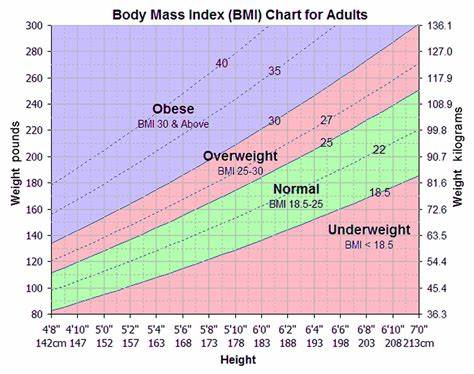 Body Mass Index (BMI) Chart for Adults
300 136.1
280 127.0
260 117.9
240 108.9
220 99.8
200 90.7
180 81.6
160 72.6
140 63.5
120 54.4
100 45.4
80 36.3
Weight pounds
Weight kilograms
40
35
Obese
BMI 30 & Above
30
27
25
Overweight
BMI 25-30
22
Normal
BMI 18.5-25
18.5
Underweight
BMI < 18.5
4'8" 4'10" 5'0" 5'2" 5'4" 5'6" 5'8" 5'10" 6'0" 6'2" 6'4" 6'6" 6'8" 6'10" 7'0"
142cm 147 152 157 163 168 173 178 183 188 193 198 203 208 213cm
Height